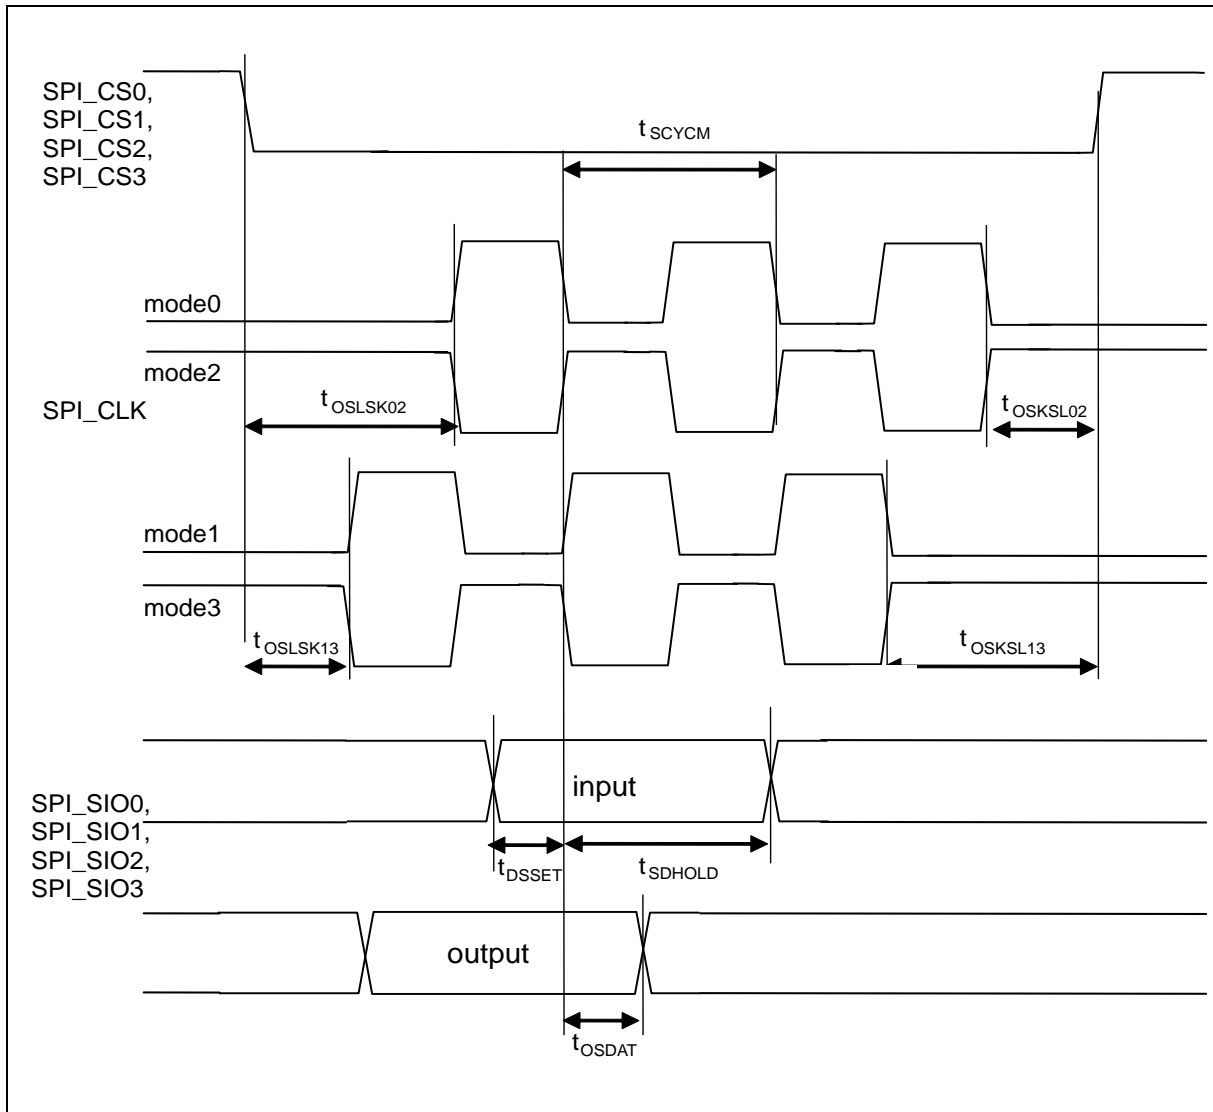 SPI_CS0,
SPI_CS1,
SPI_CS2,
SPI_CS3
tSCYCM
mode0
mode2
SPI_CLK
tOSLSK02
tOSKSL02
mode1
mode3
tOSLSK13
tOSKSL13
input
SPI_SIO0,
SPI_SIO1,
SPI_SIO2,
SPI_SIO3
tDSSET
tSDHOLD
output
tOSDAT